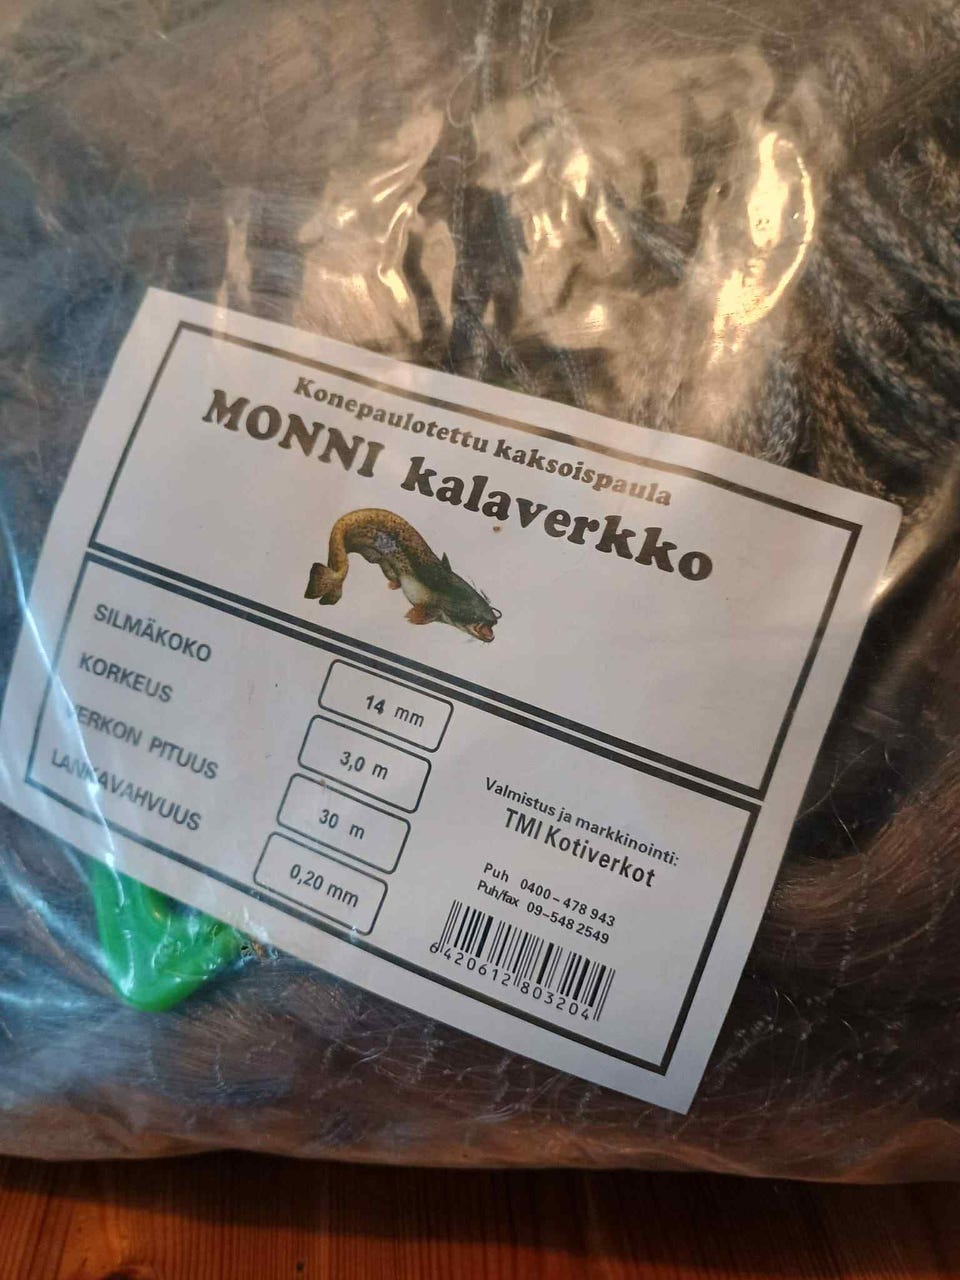 Konepaulotettu kaksoispaula
MONNI kalaverkko
SILMÄKOKO 14 mm
KORKEUS 3,0 m
VERKON PITUUS 30 m
LANKAVAHVUUS 0,20 mm
Valmistus ja markkinointi:
TMI Kotiverkot
Puh 0400–478 943
Puh/fax 09–548 2549
6420612803204